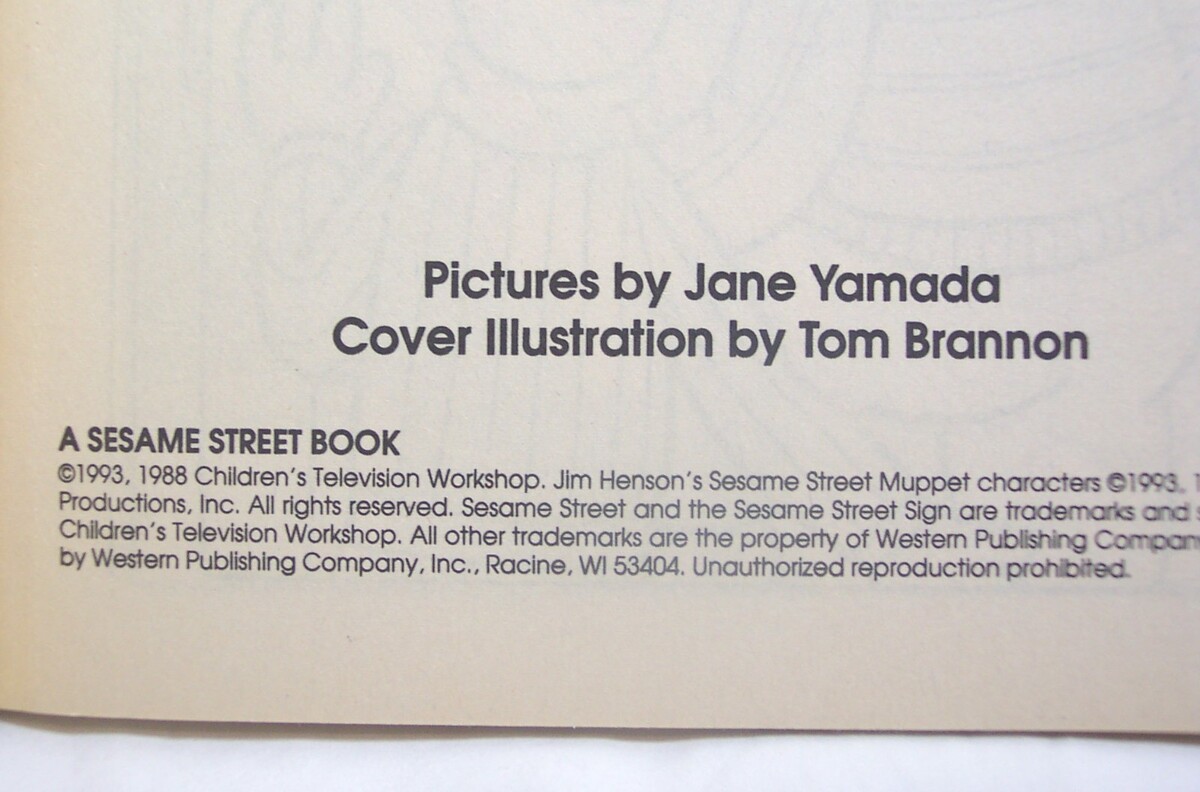 Pictures by Jane Yamada
Cover Illustration by Tom Brannon
A SESAME STREET BOOK
©1993, 1988 Children's Television Workshop. Jim Henson's Sesame Street Muppet characters ©1993,
Productions, Inc. All rights reserved. Sesame Street and the Sesame Street Sign are trademarks and
Children's Television Workshop. All other trademarks are the property of Western Publishing
by Western Publishing Company, Inc., Racine, WI 53404. Unauthorized reproduction prohibited.